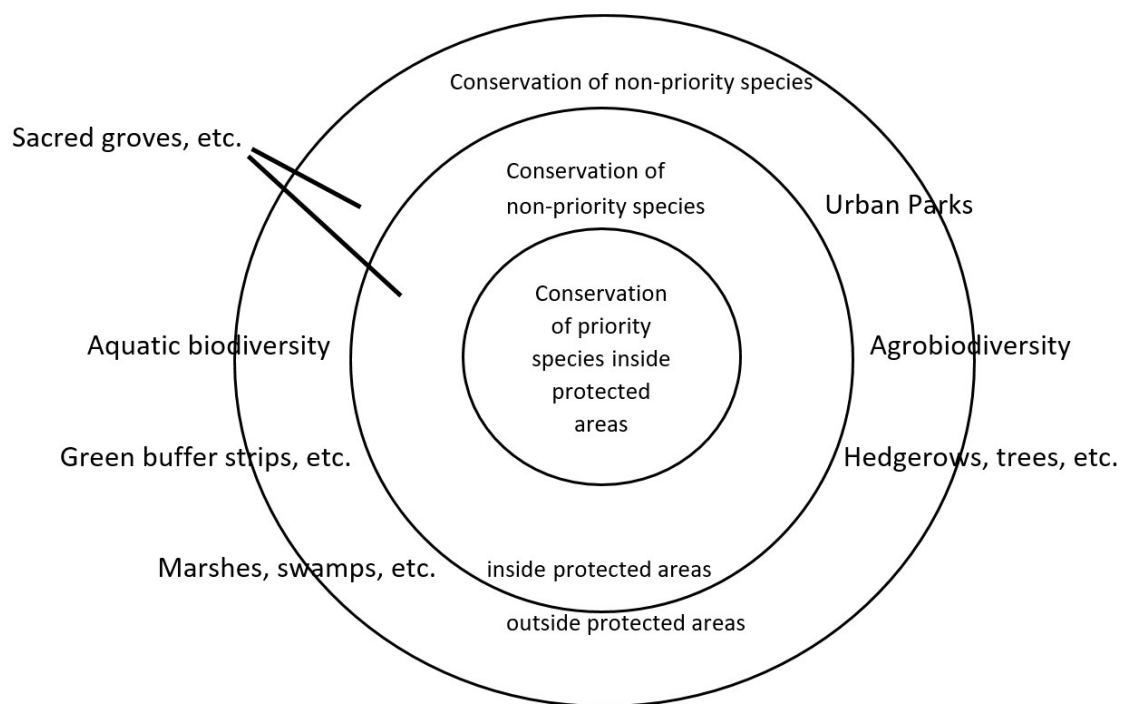 Conservation of non-priority species
Sacred groves, etc.
Conservation of
non-priority species
Urban Parks
Conservation
of priority
species inside
protected
areas
Aquatic biodiversity
Agrobiodiversity
Green buffer strips, etc.
Hedgerows, trees, etc.
Marshes, swamps, etc.
inside protected areas
outside protected areas